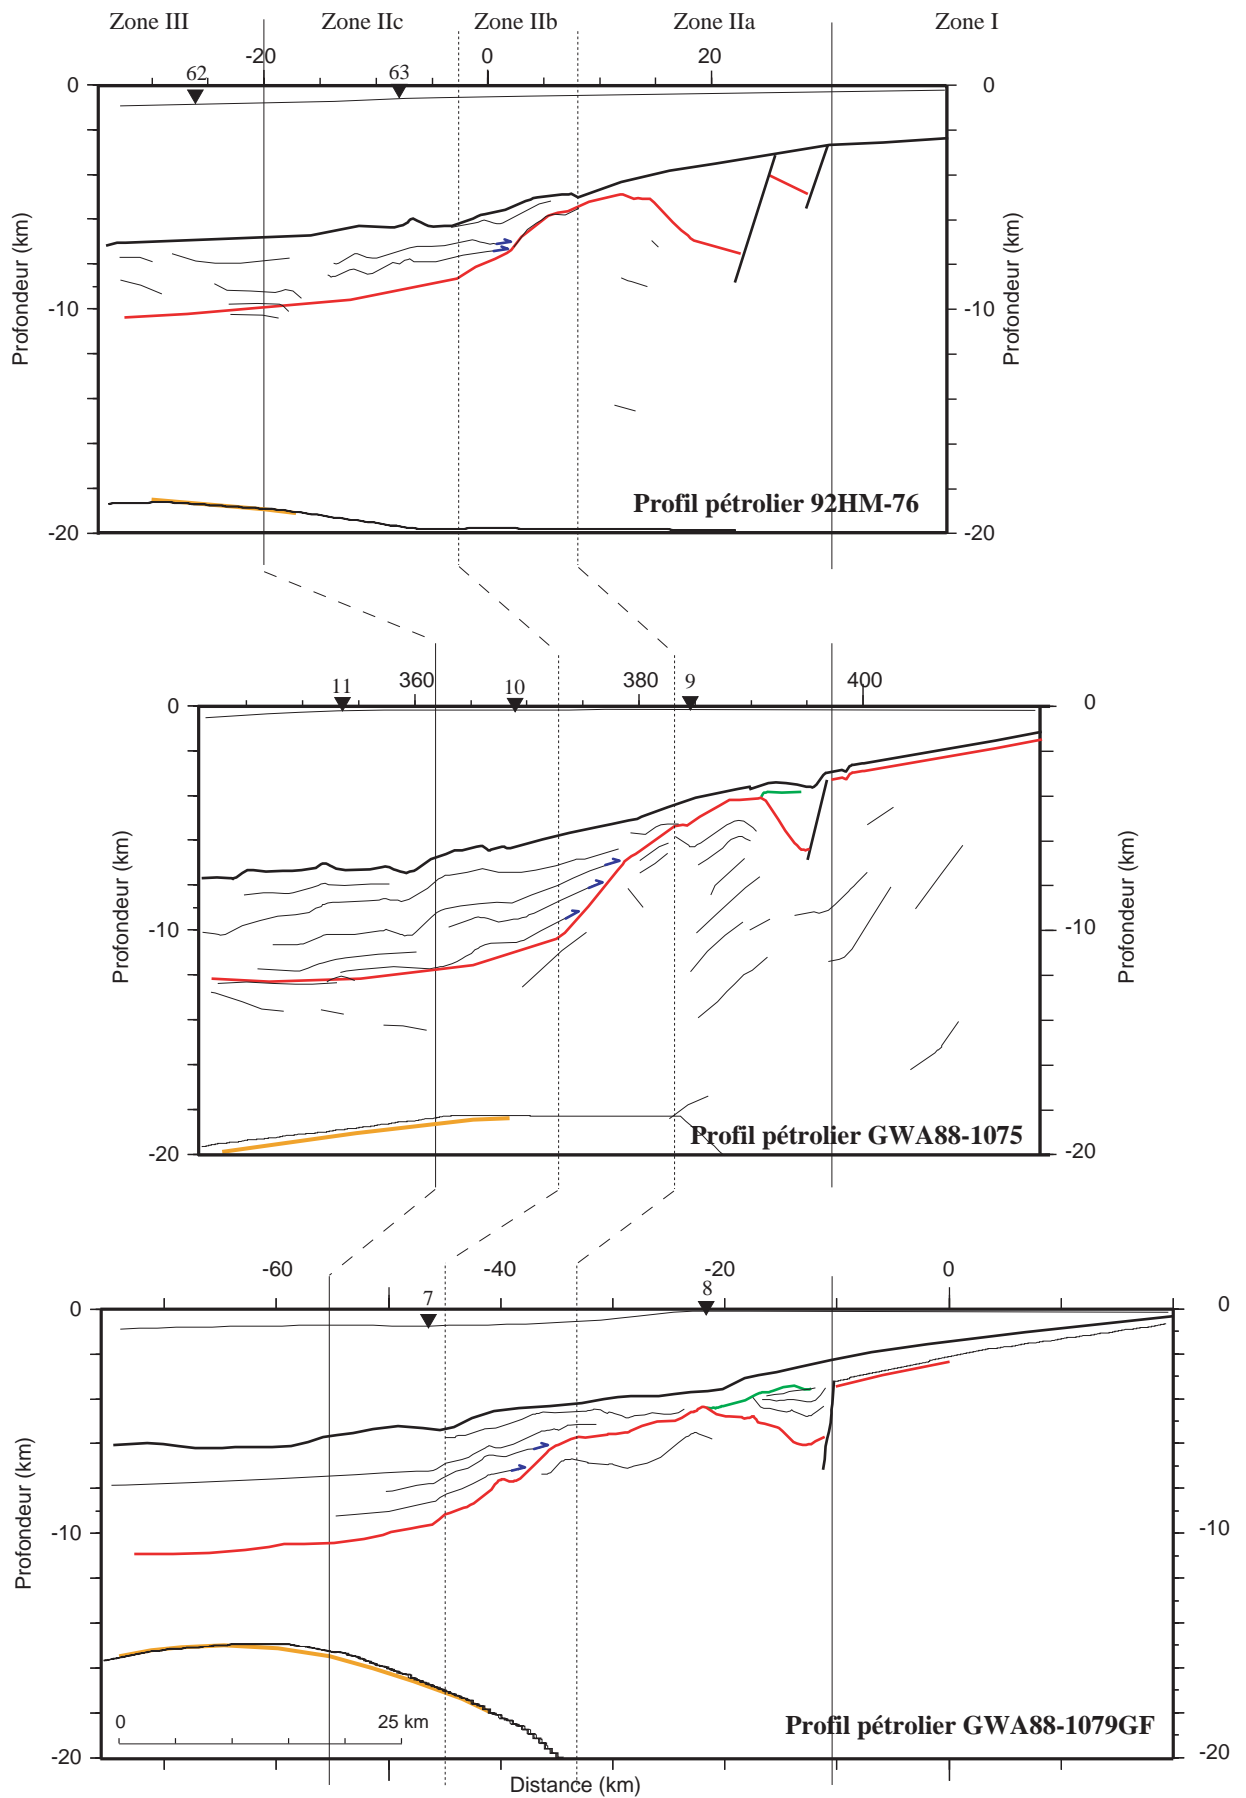 Zone III Zone IIc Zone IIb Zone IIa Zone I
-20 0 20
62 63
0 0
Profondeur (km) Profondeur (km)
-10 -10
Profil pétrolier 92HM-76
-20 -20
360 380 400
11 10 9
0 0
Profondeur (km) Profondeur (km)
-10 -10
Profil pétrolier GWA88-1075
-20 -20
-60 -40 -20 0
7 8
0 0
Profondeur (km) Profondeur (km)
-10 -10
0 25 km
Profil pétrolier GWA88-1079GF
-20 -20
Distance (km)